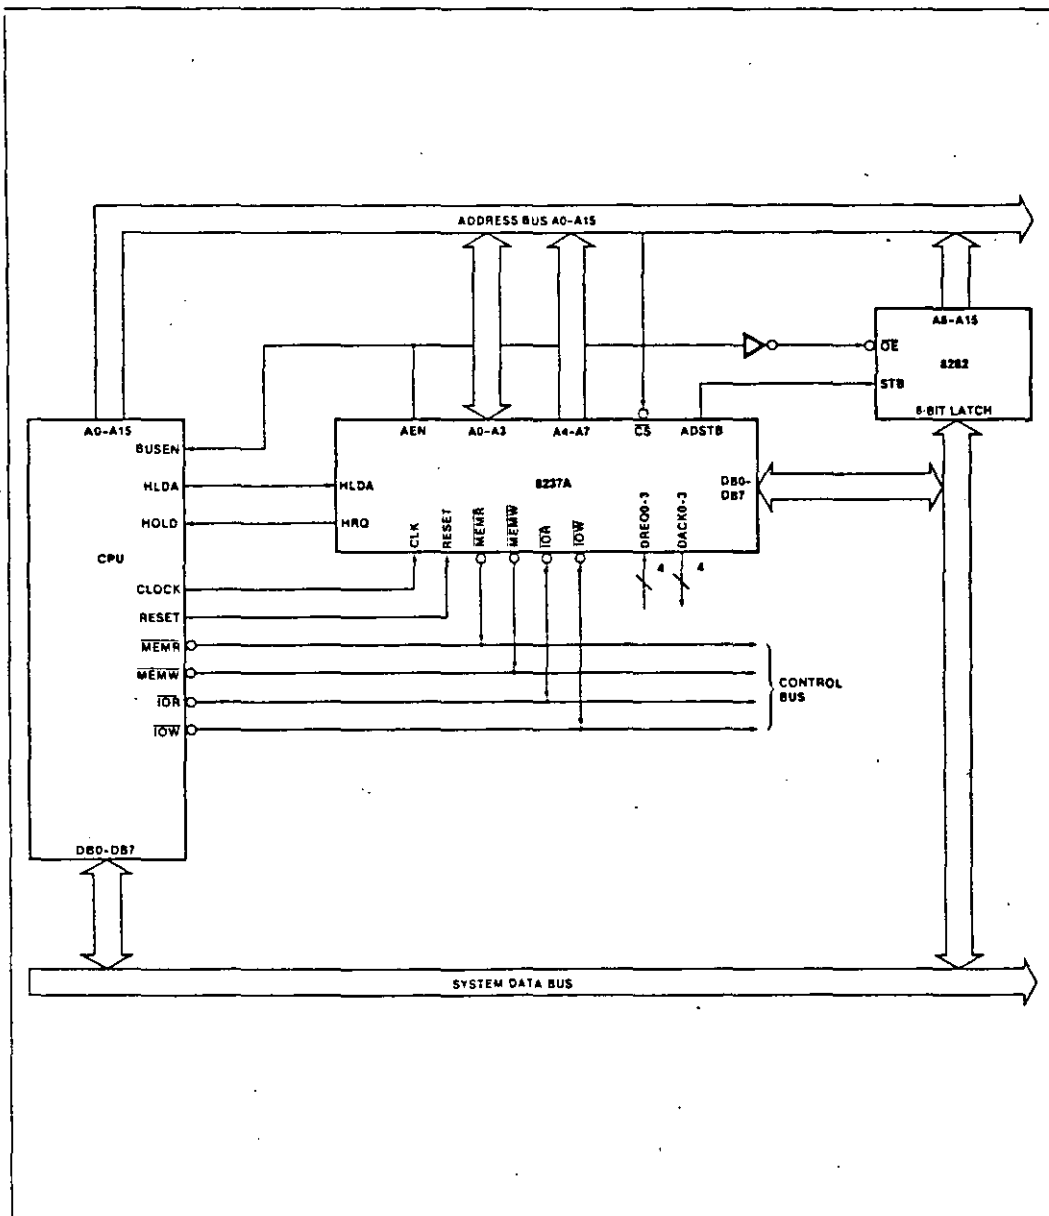 ADDRESS BUS A0-A15
A8-A15
OE
8282
STB
8-BIT LATCH
A0-A15
BUSEN
HLDA
HOLD
CPU
CLOCK
RESET
MEMR
MEMW
IOR
IOW
DB0-DB7
AEN
A0-A3
A4-A7
CS
ADSTB
8237A
HLDA
HRQ
CLK
RESET
MEMR
MEMW
IOR
IOW
DREQ0-3
DACK0-3
DB0-
DB7
4
4
CONTROL
BUS
SYSTEM DATA BUS